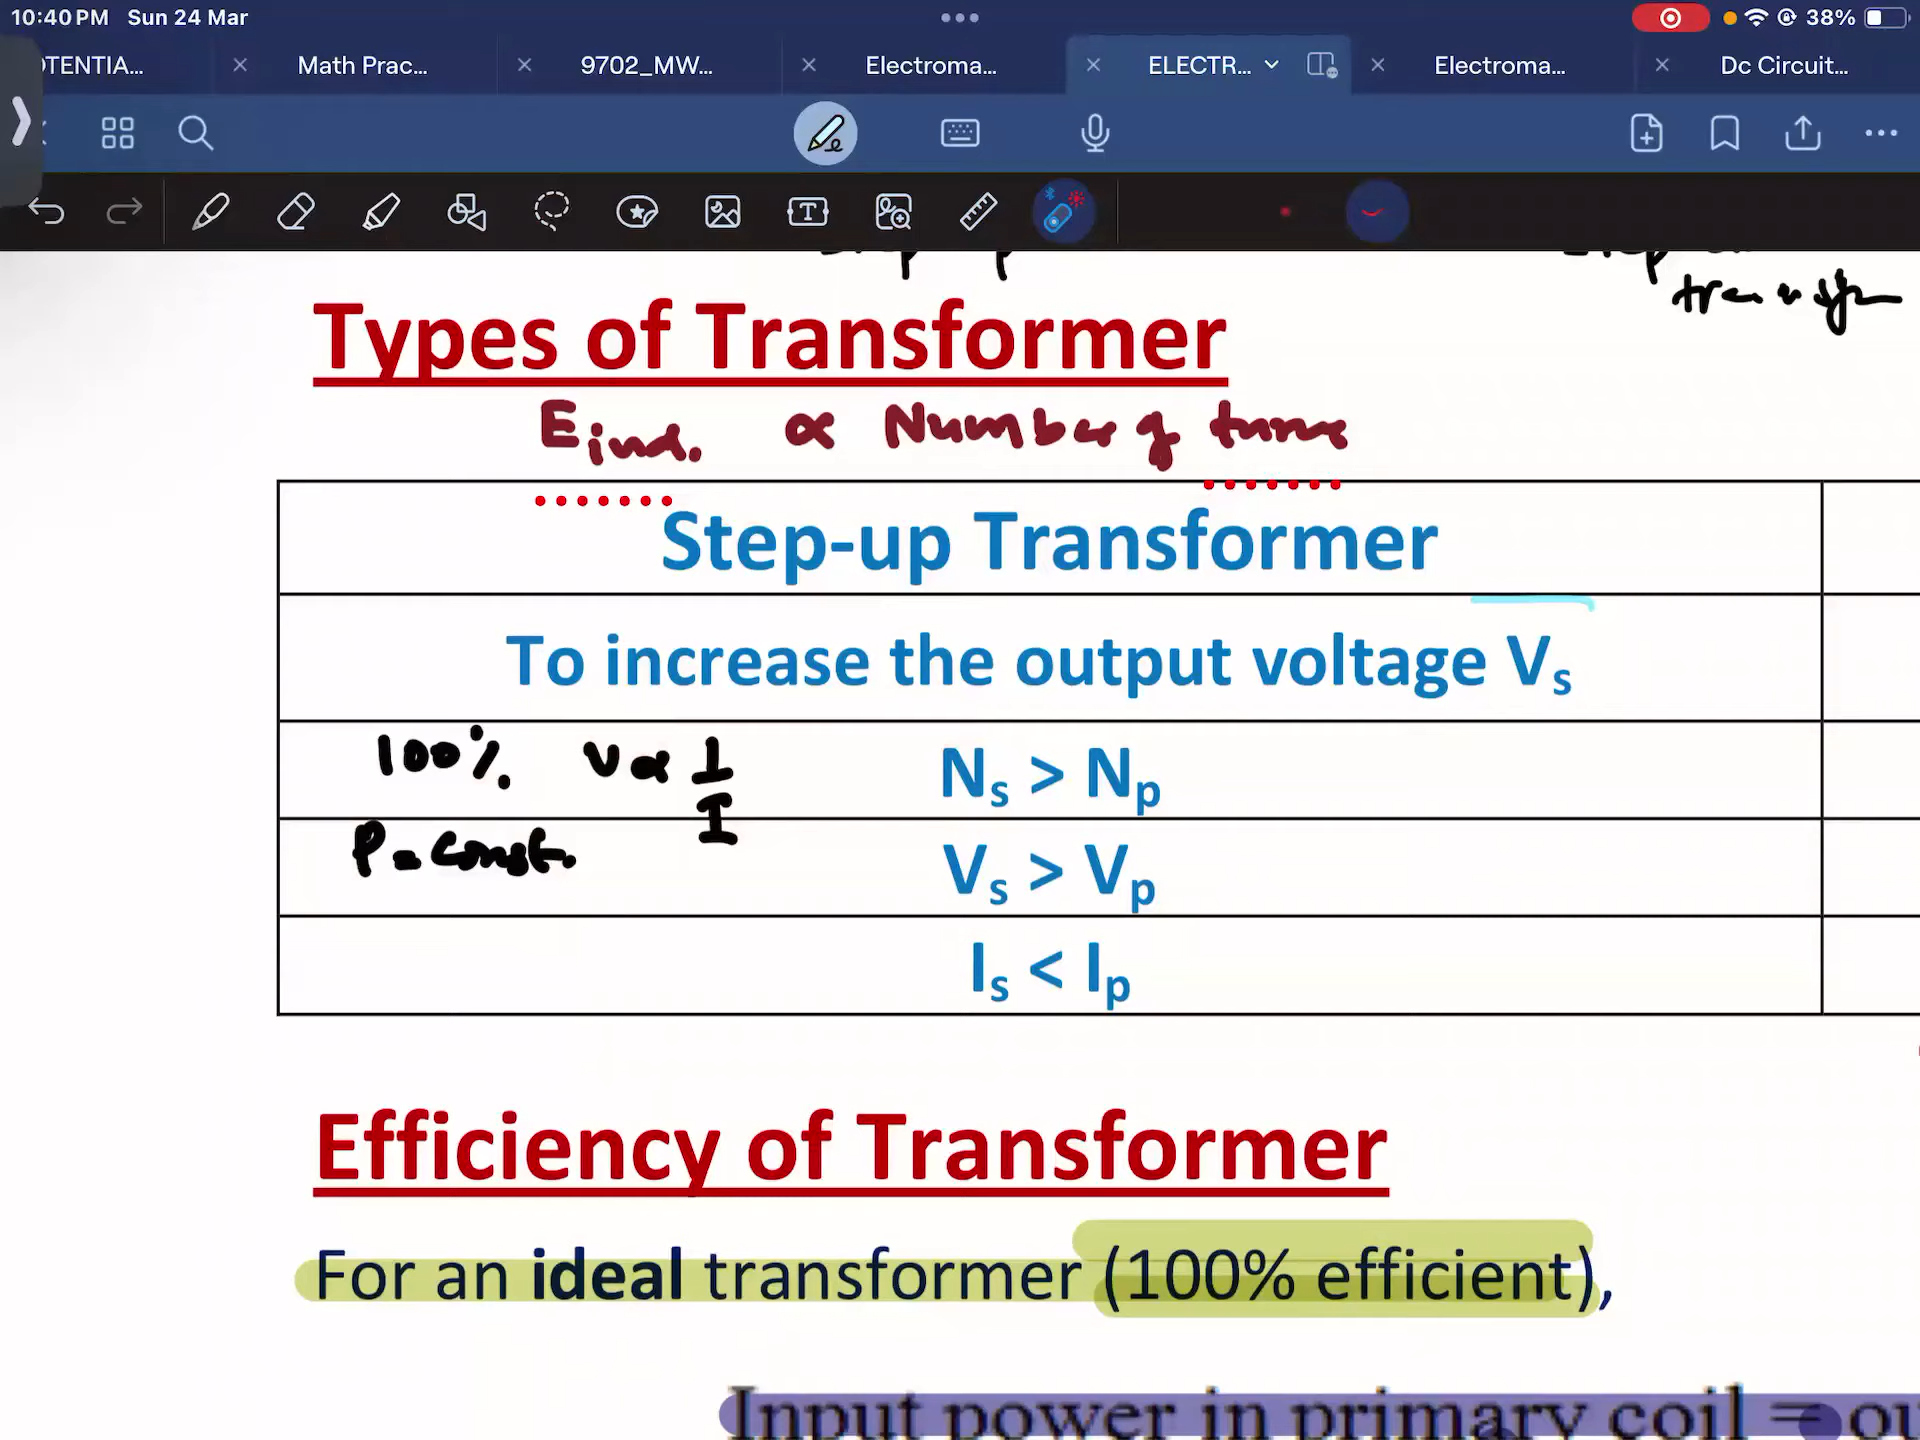 10:40 PM Sun 24 Mar 38%
OTENTIA... Math Prac... 9702_MW... Electroma... ELECTR... Electroma... Dc Circuit...
Types of Transformer
Eind. ∝ Number of turns
Step-up Transformer
To increase the output voltage Vs
100% V ∝ 1/I
Ns > Np
P = const.
Vs > Vp
Is < Ip
Efficiency of Transformer
For an ideal transformer (100% efficient),
Input power in primary coil = ou